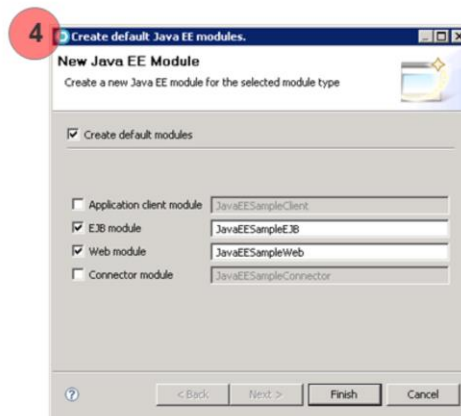 4
Create default Java EE modules.
New Java EE Module
Create a new Java EE module for the selected module type
Create default modules
Application client module JavaEESampleClient
EJB module JavaEESampleEJB
Web module JavaEESampleWeb
Connector module JavaEESampleConnector
? < Back Next > Finish Cancel